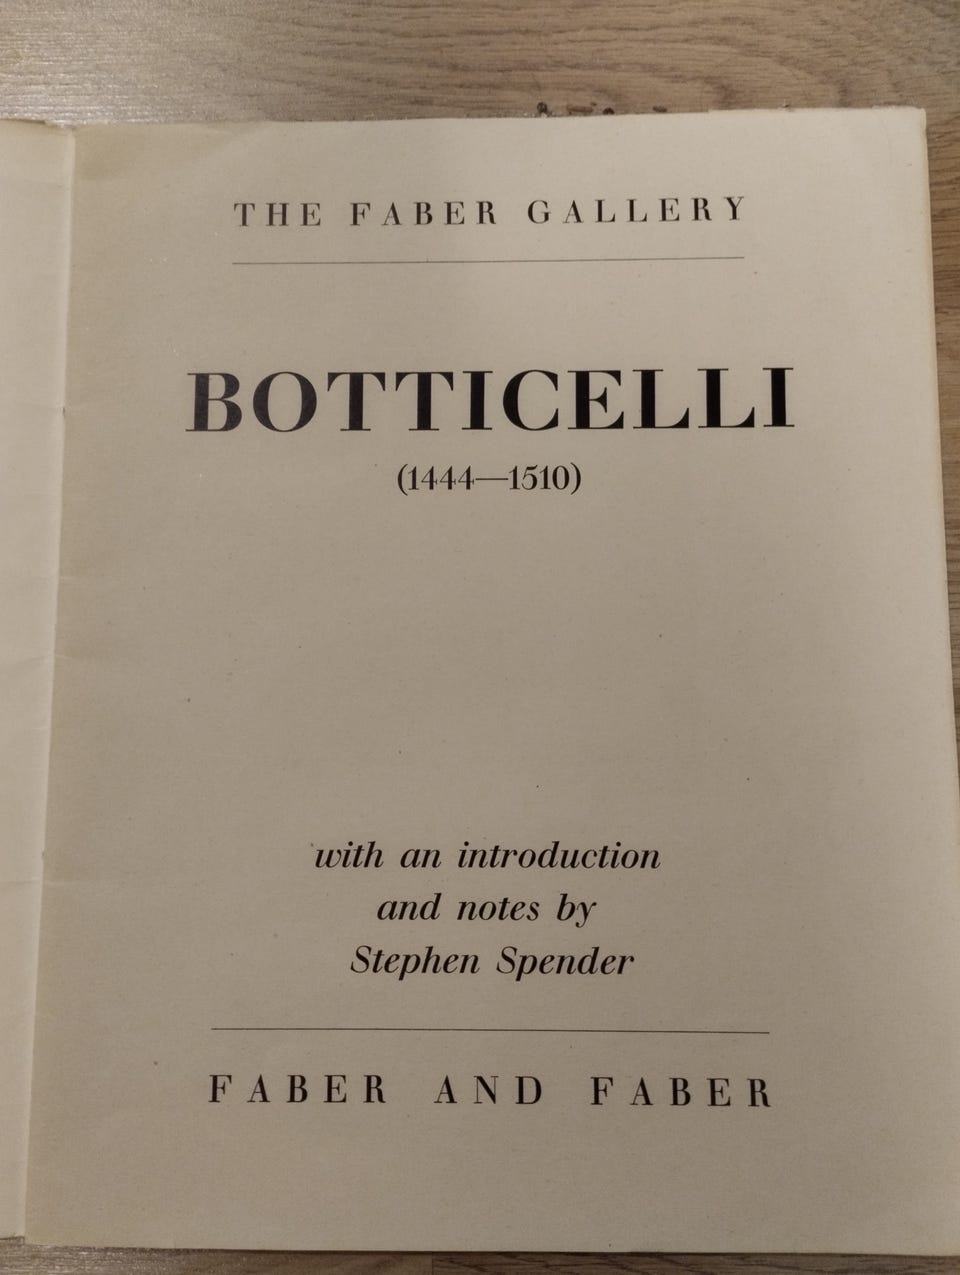 THE FABER GALLERY
BOTTICELLI
(1444—1510)
with an introduction
and notes by
Stephen Spender
FABER AND FABER